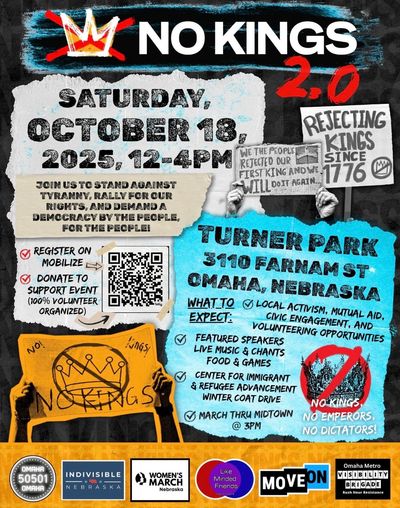 NO KINGS
2.0
SATURDAY,
OCTOBER 18,
2025, 12-4PM
REJECTING
KINGS
SINCE
1776
WE THE PEOPLE
REJECTED OUR
FIRST KING AND WE
WILL DO IT AGAIN...
JOIN US TO STAND AGAINST
TYRANNY, RALLY FOR OUR
RIGHTS, AND DEMAND A
DEMOCRACY BY THE PEOPLE,
FOR THE PEOPLE!
REGISTER ON
MOBILIZE
DONATE TO
SUPPORT EVENT
(100% VOLUNTEER
ORGANIZED)
TURNER PARK
3110 FARNAM ST
OMAHA, NEBRASKA
WHAT TO
EXPECT:
LOCAL ACTIVISM, MUTUAL AID,
CIVIC ENGAGEMENT, AND
VOLUNTEERING OPPORTUNITIES
FEATURED SPEAKERS
LIVE MUSIC & CHANTS
FOOD & GAMES
CENTER FOR IMMIGRANT
& REFUGEE ADVANCEMENT
WINTER COAT DRIVE
MARCH THRU MIDTOWN
@ 3PM
NO KINGS.
NO EMPERORS.
NO DICTATORS!
NO!
KINGS!
NO KINGS
OMAHA
50501
OMAHA
INDIVISIBLE
NEBRASKA
WOMEN'S
MARCH
Nebraska
Like
Minded
Friends
MOVEON
Omaha Metro
VISIBILITY
BRIGADE
Rush Hour Resistance